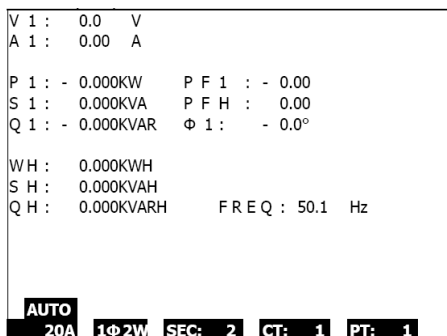 V 1 : 0.0 V
A 1 : 0.00 A
P 1 : - 0.000KW P F 1 : - 0.00
S 1 : 0.000KVA P F H : 0.00
Q 1 : - 0.000KVAR Φ 1 : - 0.0°
W H : 0.000KWH
S H : 0.000KVAH
Q H : 0.000KVARH F R E Q : 50.1 Hz
AUTO
20A 1Φ2W SEC: 2 CT: 1 PT: 1